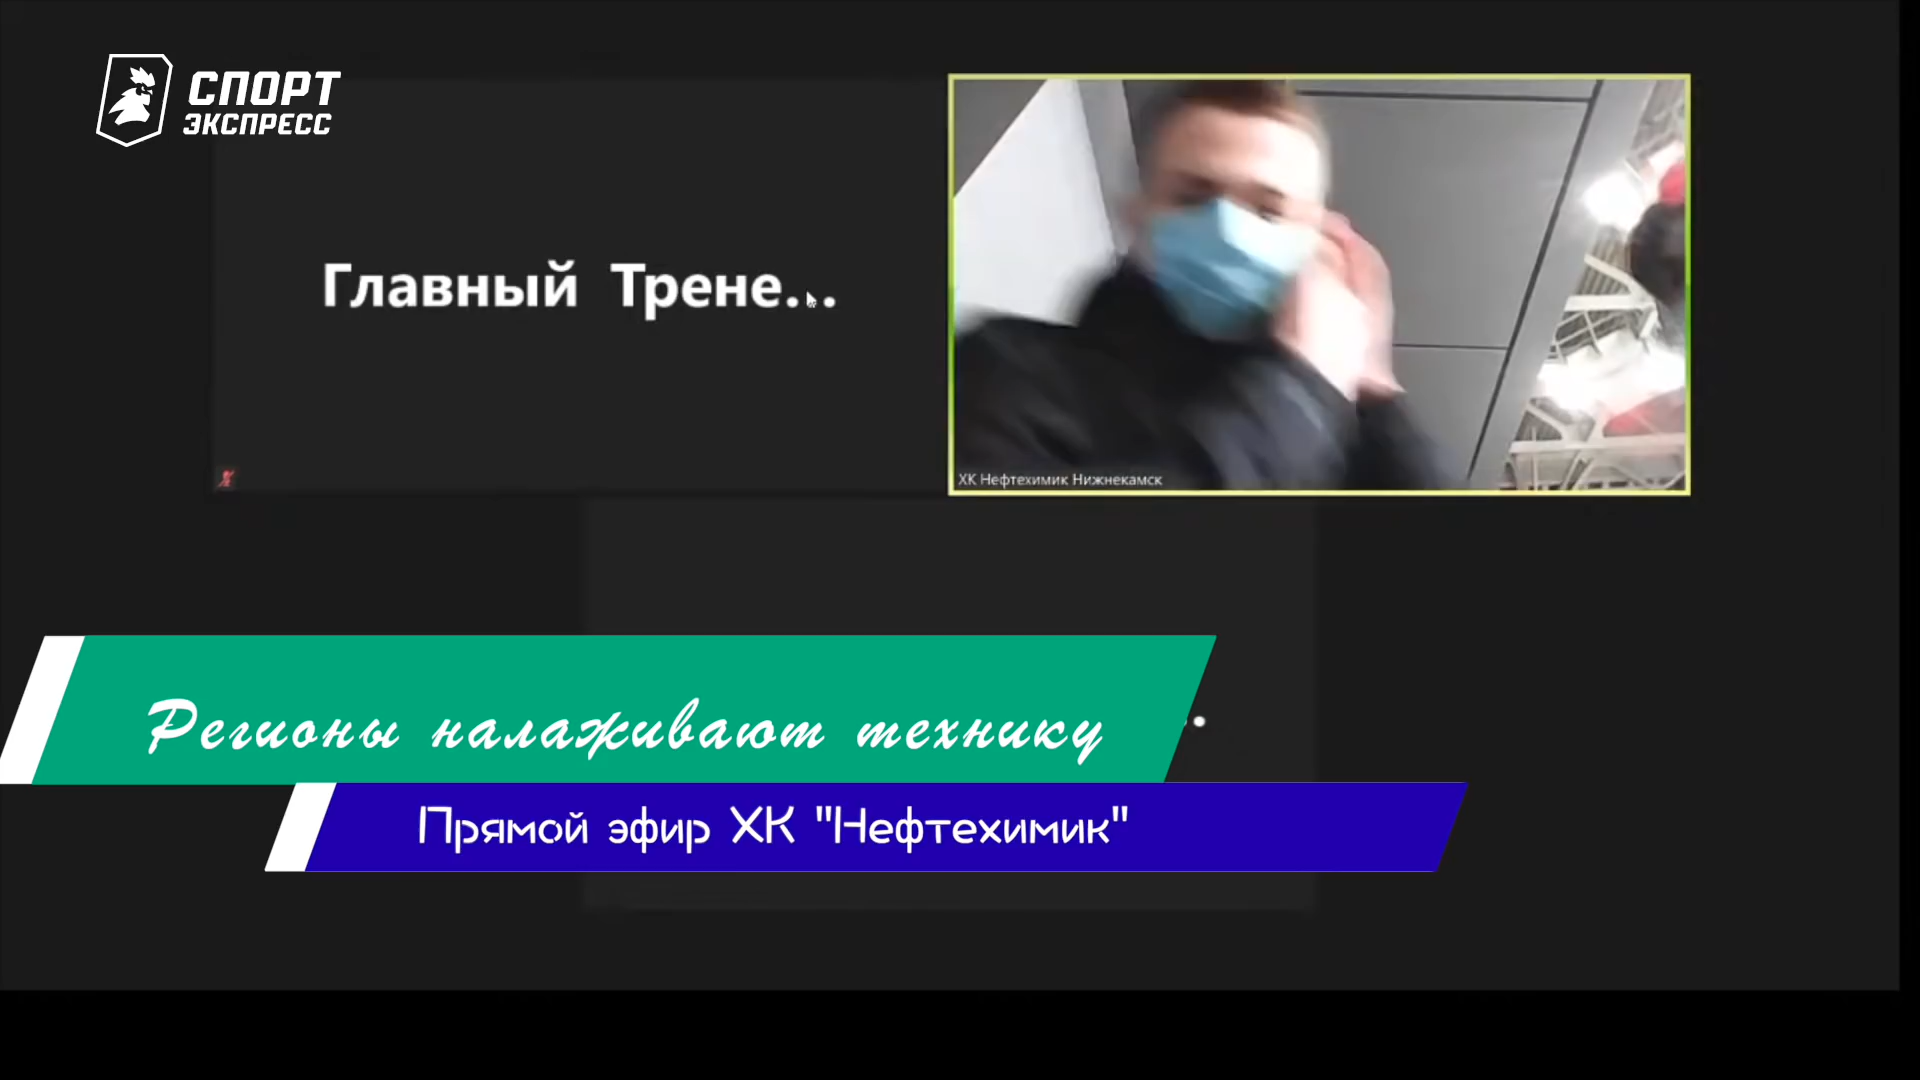 СПОРТ
ЭКСПРЕСС
Главный Трене...
ХК Нефтехимик Нижнекамск
Регионы налаживают технику
Прямой эфир ХК "Нефтехимик"